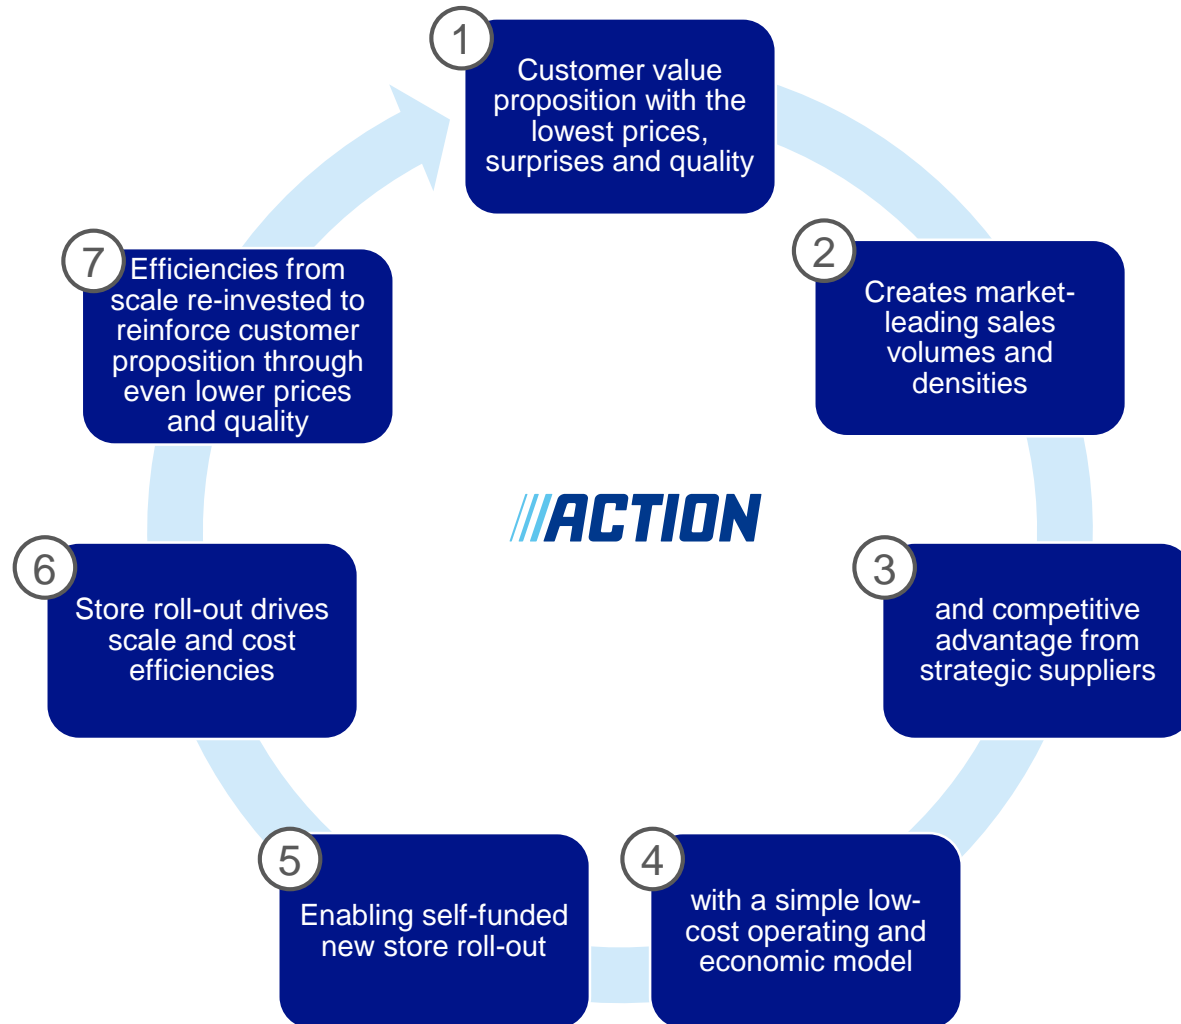 1
Customer value
proposition with the
lowest prices,
surprises and quality
2
Creates market-
leading sales
volumes and
densities
3
and competitive
advantage from
strategic suppliers
4
with a simple low-
cost operating and
economic model
5
Enabling self-funded
new store roll-out
6
Store roll-out drives
scale and cost
efficiencies
7
Efficiencies from
scale re-invested to
reinforce customer
proposition through
even lower prices
and quality
ACTION